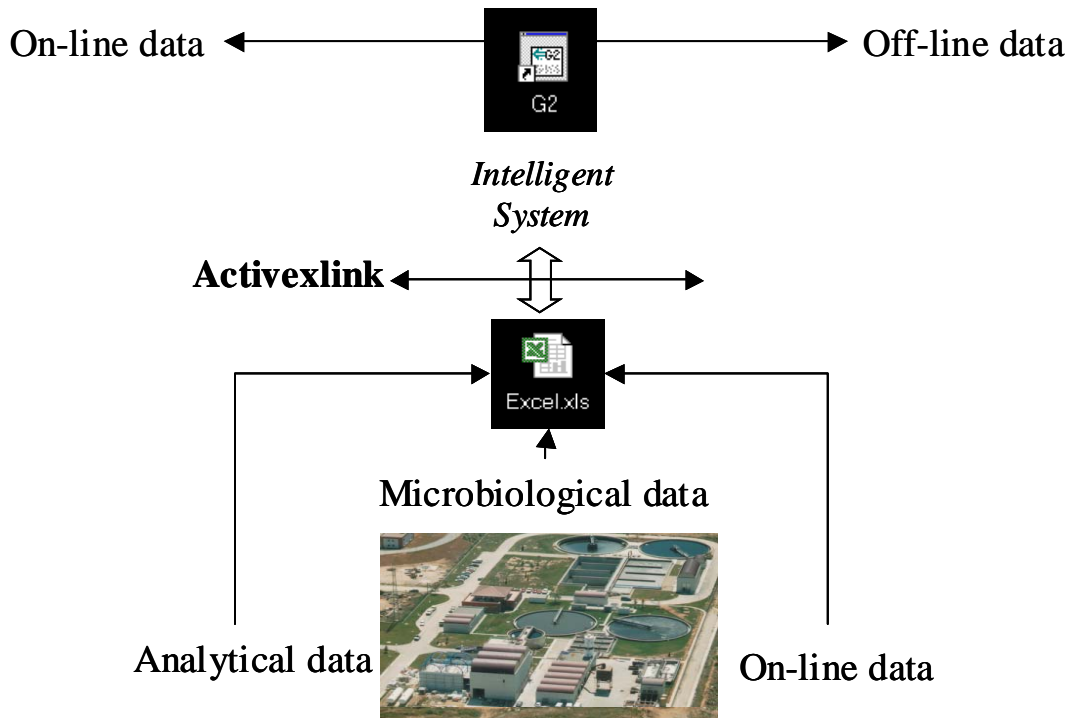 On-line data
Off-line data
G2
G2
Intelligent
System
Activexlink
Excel.xls
Microbiological data
Analytical data
On-line data